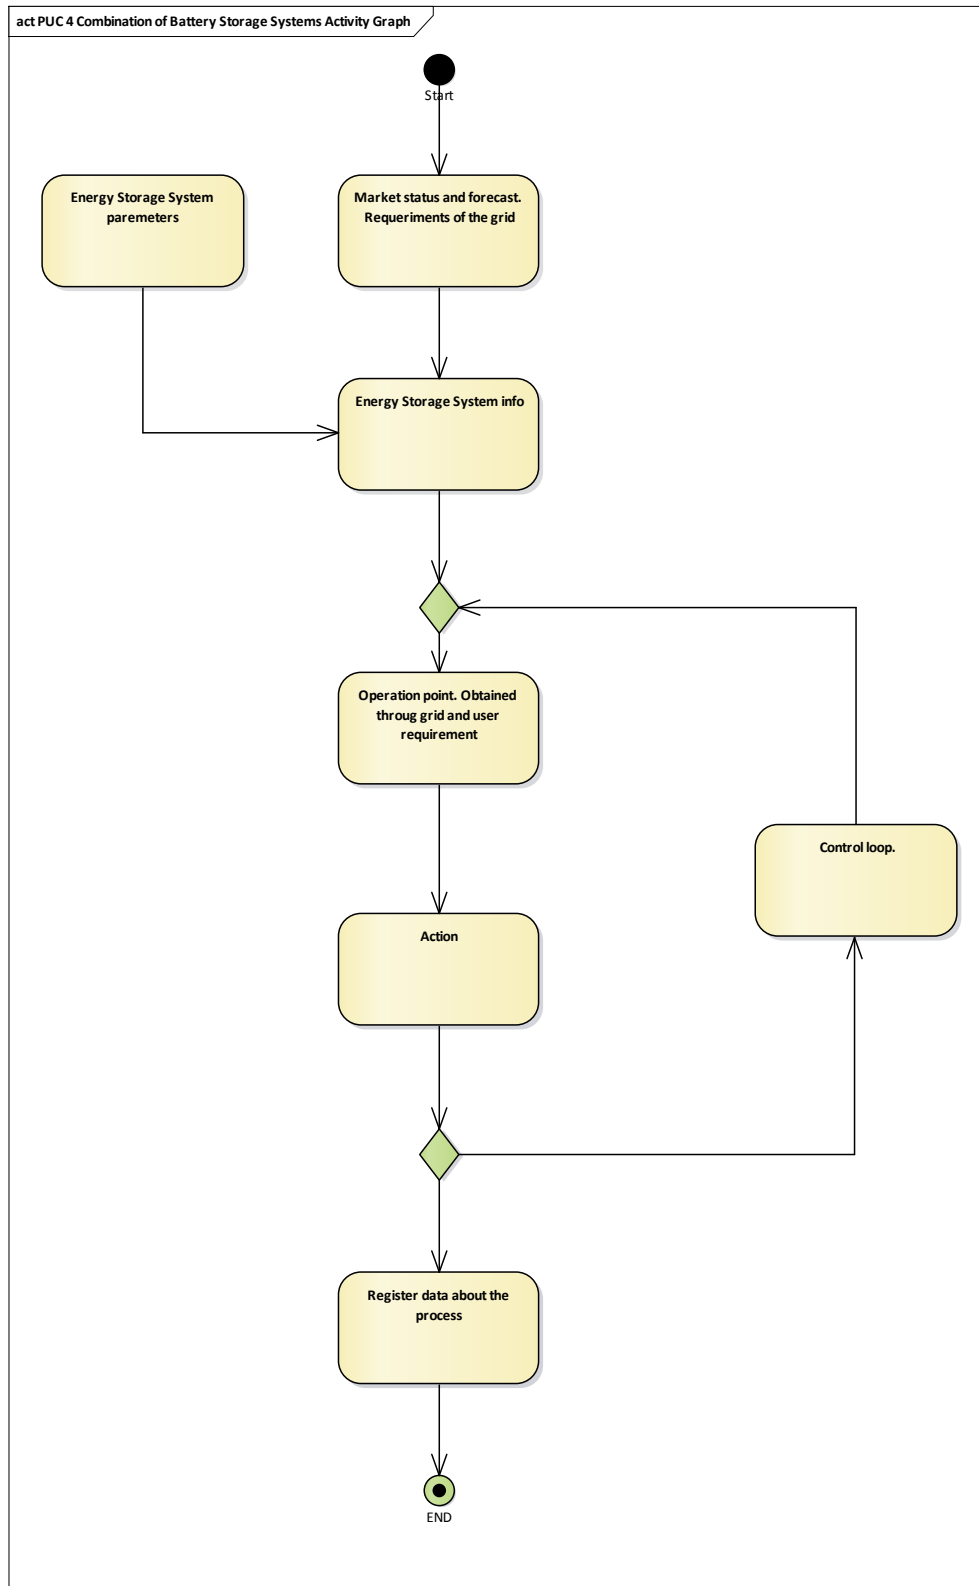 act PUC 4 Combination of Battery Storage Systems Activity Graph
Start
Energy Storage System
paremeters
Market status and forecast.
Requeriments of the grid
Energy Storage System info
Operation point. Obtained
throug grid and user
requirement
Control loop.
Action
Register data about the
process
END